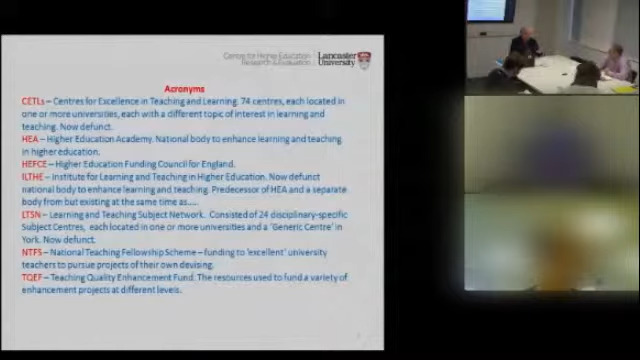 Centre for Higher Education
Research & Evaluation
Lancaster
University
Acronyms
CETLs – Centres for Excellence in Teaching and Learning. 74 centres, each located in
one or more universities, each with a different topic of interest in learning and
teaching. Now defunct.
HEA – Higher Education Academy. National body to enhance learning and teaching
in higher education.
HEFCE – Higher Education Funding Council for England.
ILTHE – Institute for Learning and Teaching in Higher Education. Now defunct
national body to enhance learning and teaching. Predecessor of HEA and a separate
body from but existing at the same time as.....
LTSN – Learning and Teaching Subject Network. Consisted of 24 disciplinary-specific
Subject Centres, each located in one or more universities and a 'Generic Centre' in
York. Now defunct.
NTFS – National Teaching Fellowship Scheme – funding to 'excellent' university
teachers to pursue projects of their own devising.
TQEF – Teaching Quality Enhancement Fund. The resources used to fund a variety of
enhancement projects at different levels.